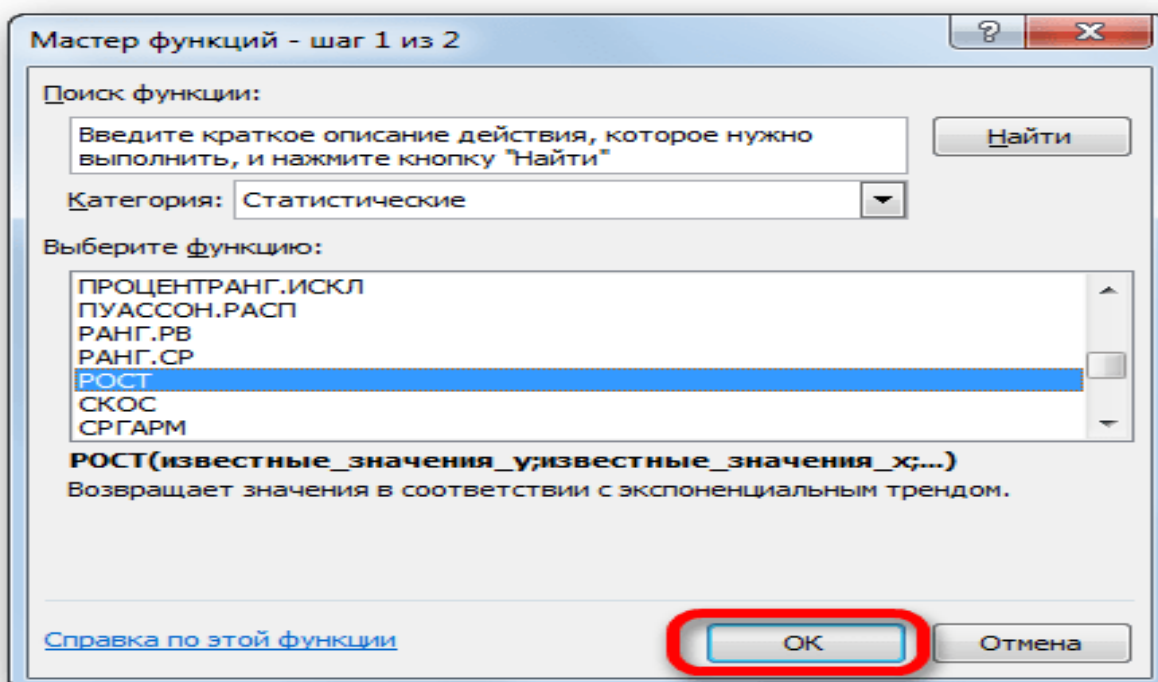 Мастер функций - шаг 1 из 2
Поиск функции:
Введите краткое описание действия, которое нужно
выполнить, и нажмите кнопку "Найти"
Найти
Категория:
Статистические
Выберите функцию:
ПРОЦЕНТРАНГ.ИСКЛ
ПУАССОН.РАСП
РАНГ.РВ
РАНГ.СР
РОСТ
СКОС
СРГАРМ
РОСТ(известные_значения_y;известные_значения_x;...)
Возвращает значения в соответствии с экспоненциальным трендом.
Справка по этой функции
ОК
Отмена